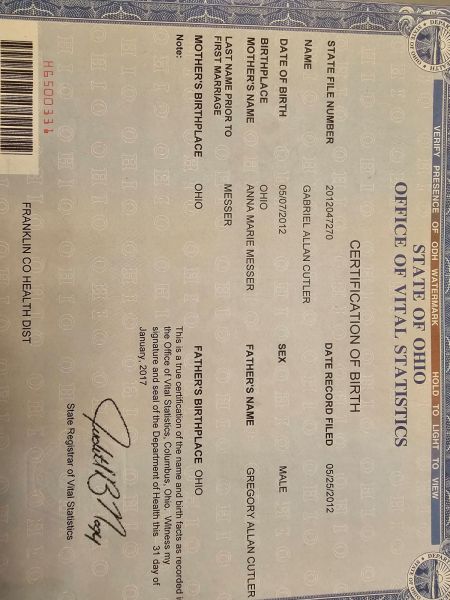 VERIFY PRESENCE OF ODH WATERMARK HOLD TO LIGHT TO VIEW
STATE OF OHIO
OFFICE OF VITAL STATISTICS
CERTIFICATION OF BIRTH
STATE FILE NUMBER 2012047270 DATE RECORD FILED 05/25/2012
NAME GABRIEL ALLAN CUTLER
DATE OF BIRTH 05/07/2012 SEX MALE
BIRTHPLACE OHIO
MOTHER'S NAME ANNA MARIE MESSER FATHER'S NAME GREGORY ALLAN CUTLER
LAST NAME PRIOR TO
FIRST MARRIAGE MESSER
MOTHER'S BIRTHPLACE OHIO FATHER'S BIRTHPLACE OHIO
Note:
This is a true certification of the name and birth facts as recorded i
the Office of Vital Statistics, Columbus, Ohio. Witness my
signature and seal of the Department of Health this 31 day of
January, 2017
State Registrar of Vital Statistics
H6500331
FRANKLIN CO HEALTH DIST